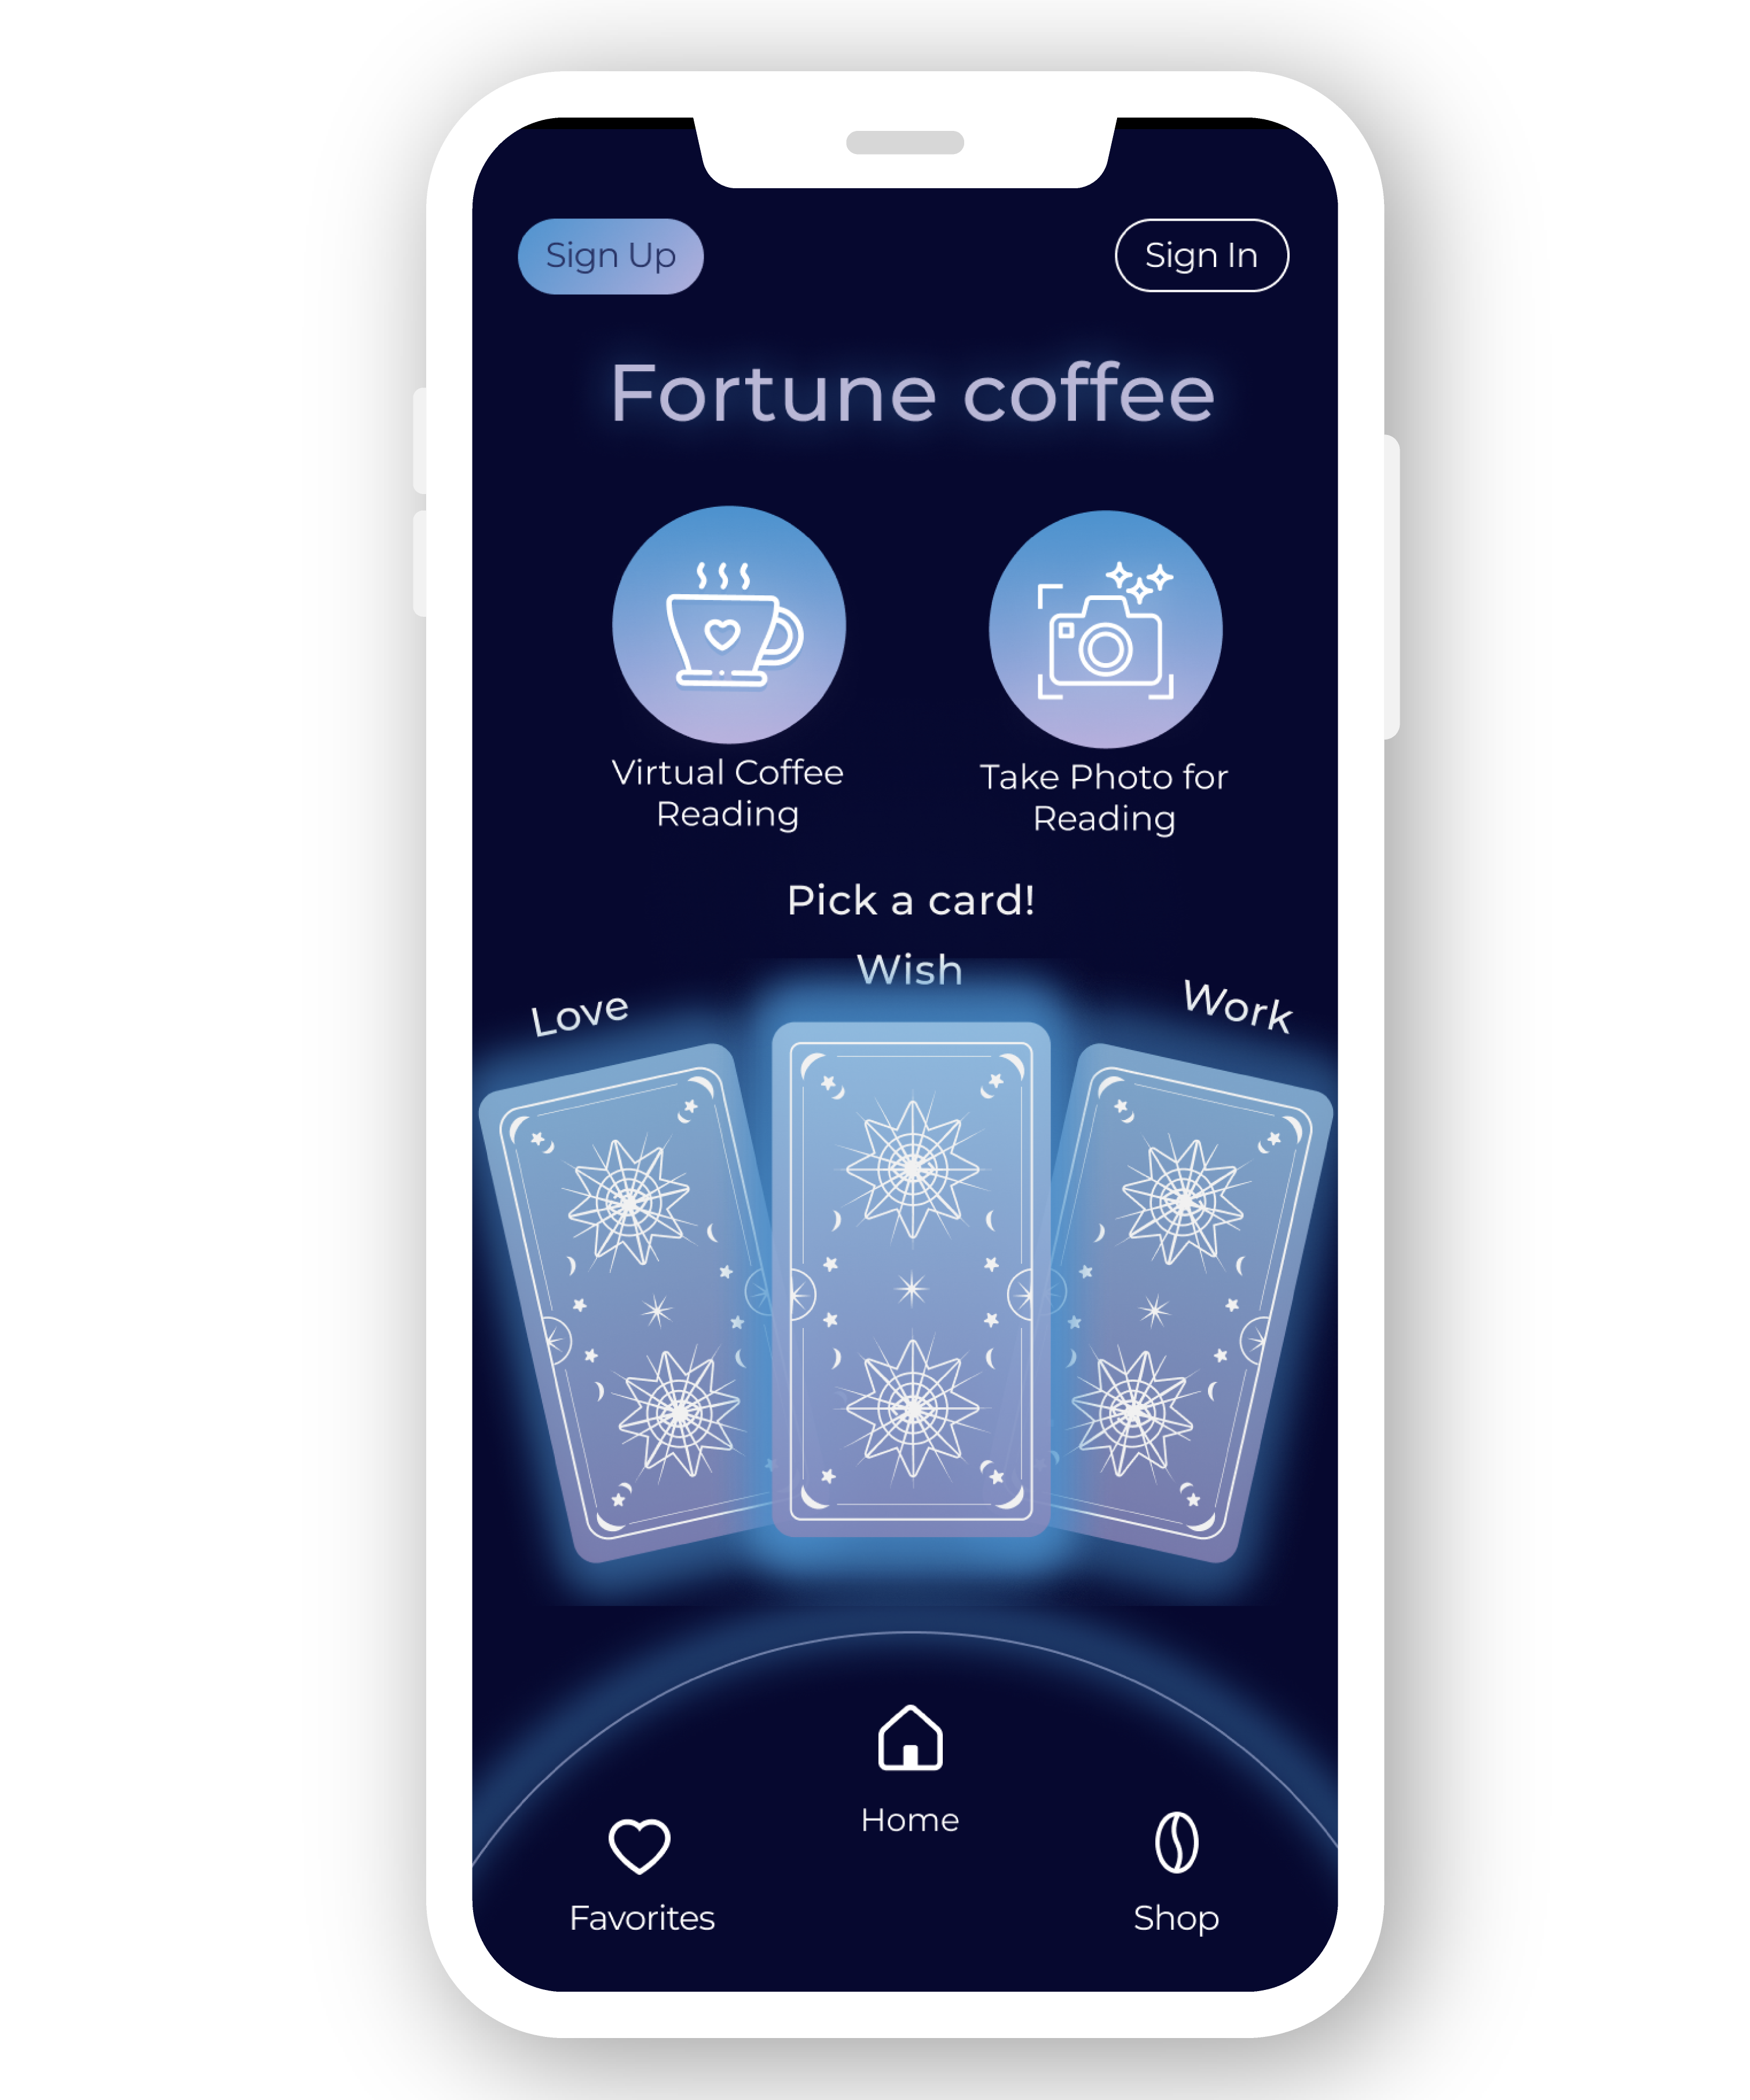 Sign Up
Sign In
Fortune coffee
Virtual Coffee
Reading
Take Photo for
Reading
Pick a card!
Love
Wish
Work
Home
Favorites
Shop